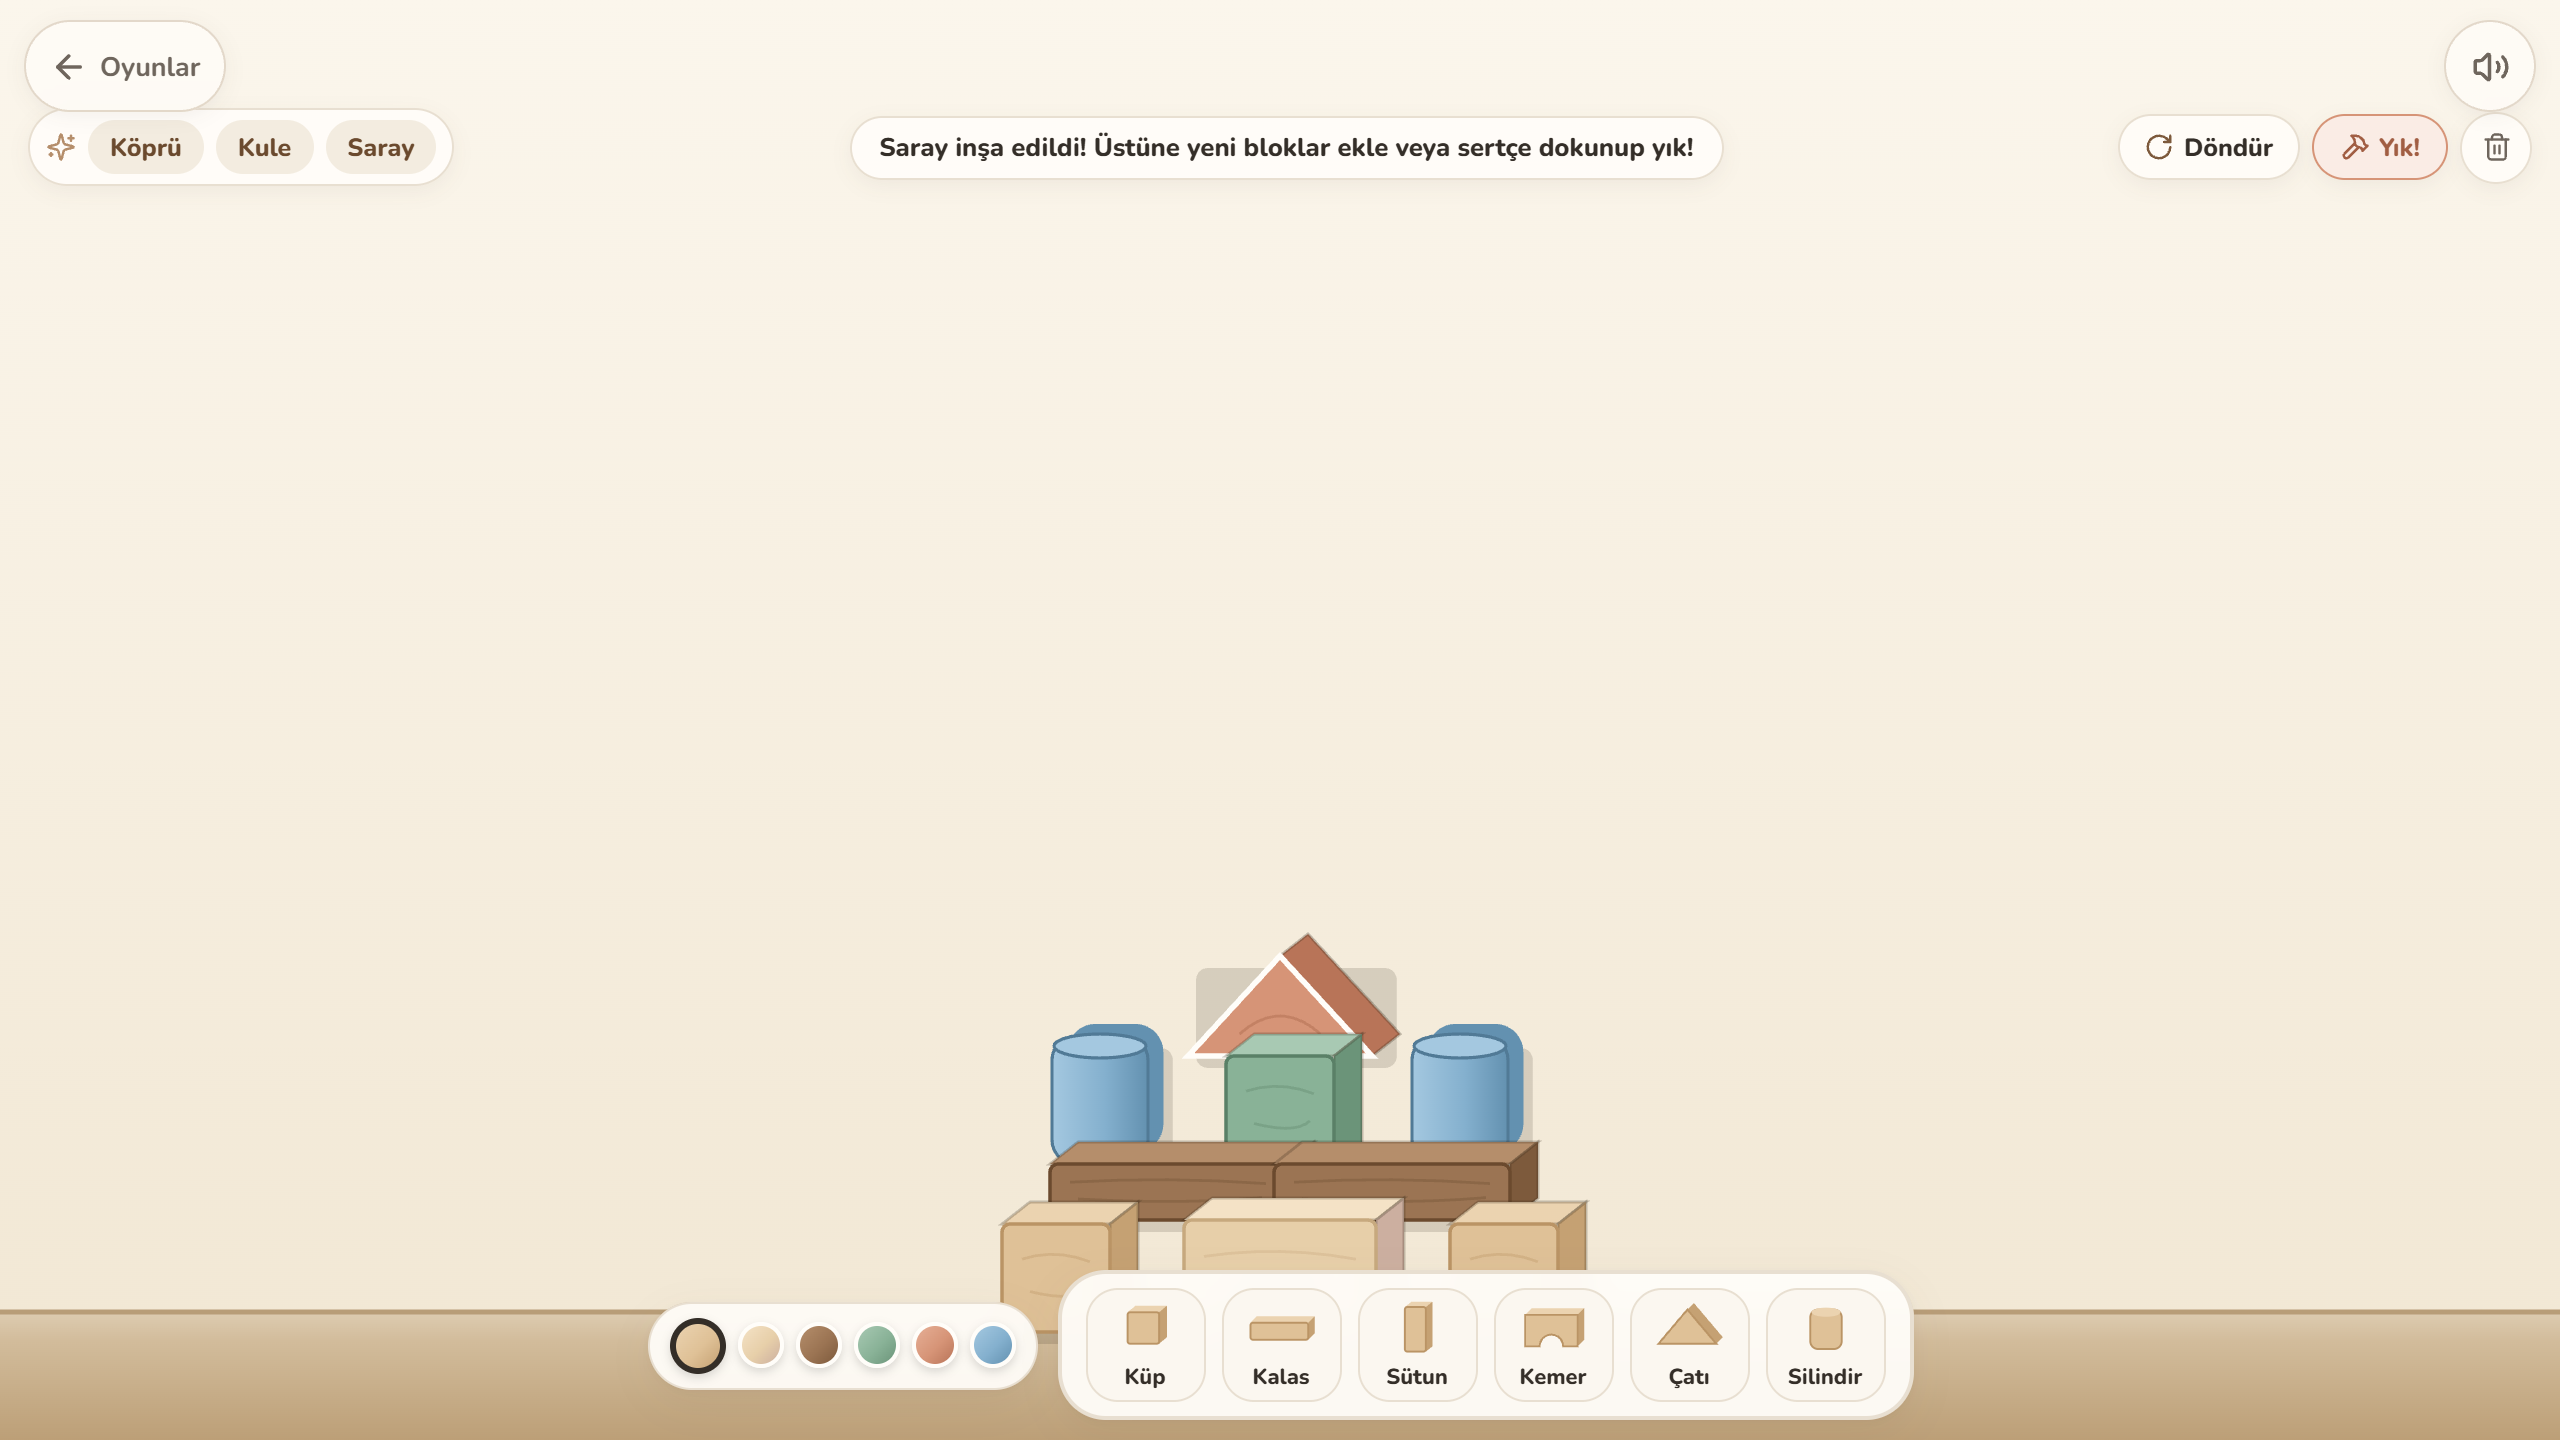 Oyunlar
Köprü
Kule
Saray
Saray inşa edildi! Üstüne yeni bloklar ekle veya sertçe dokunup yık!
Döndür
Yık!
Küp
Kalas
Sütun
Kemer
Çatı
Silindir